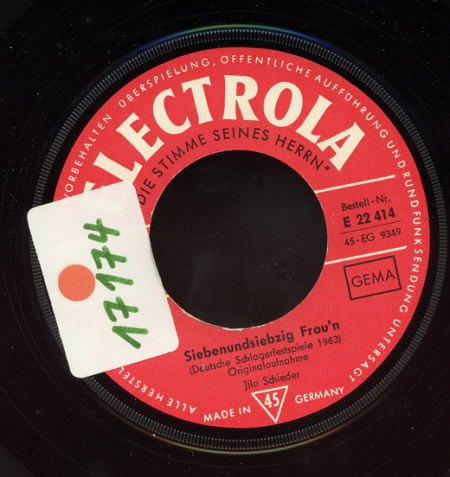 VORBEHALTEN ÜBERSPIELUNG, ÖFFENTLICHE AUFFÜHRUNG UND RUNDFUNKSENDUNG UNTERSAGT
ELECTROLA
"DIE STIMME SEINES HERRN"
Bestell-Nr.
E 22 414
45-EG 9349
GEMA
17174
Siebenundsiebzig Frau'n
(Deutsche Schlagerfestspiele 1963)
Originalaufnahme
Jllo Schieder
MADE IN 45 GERMANY
ALLE HERSTEL